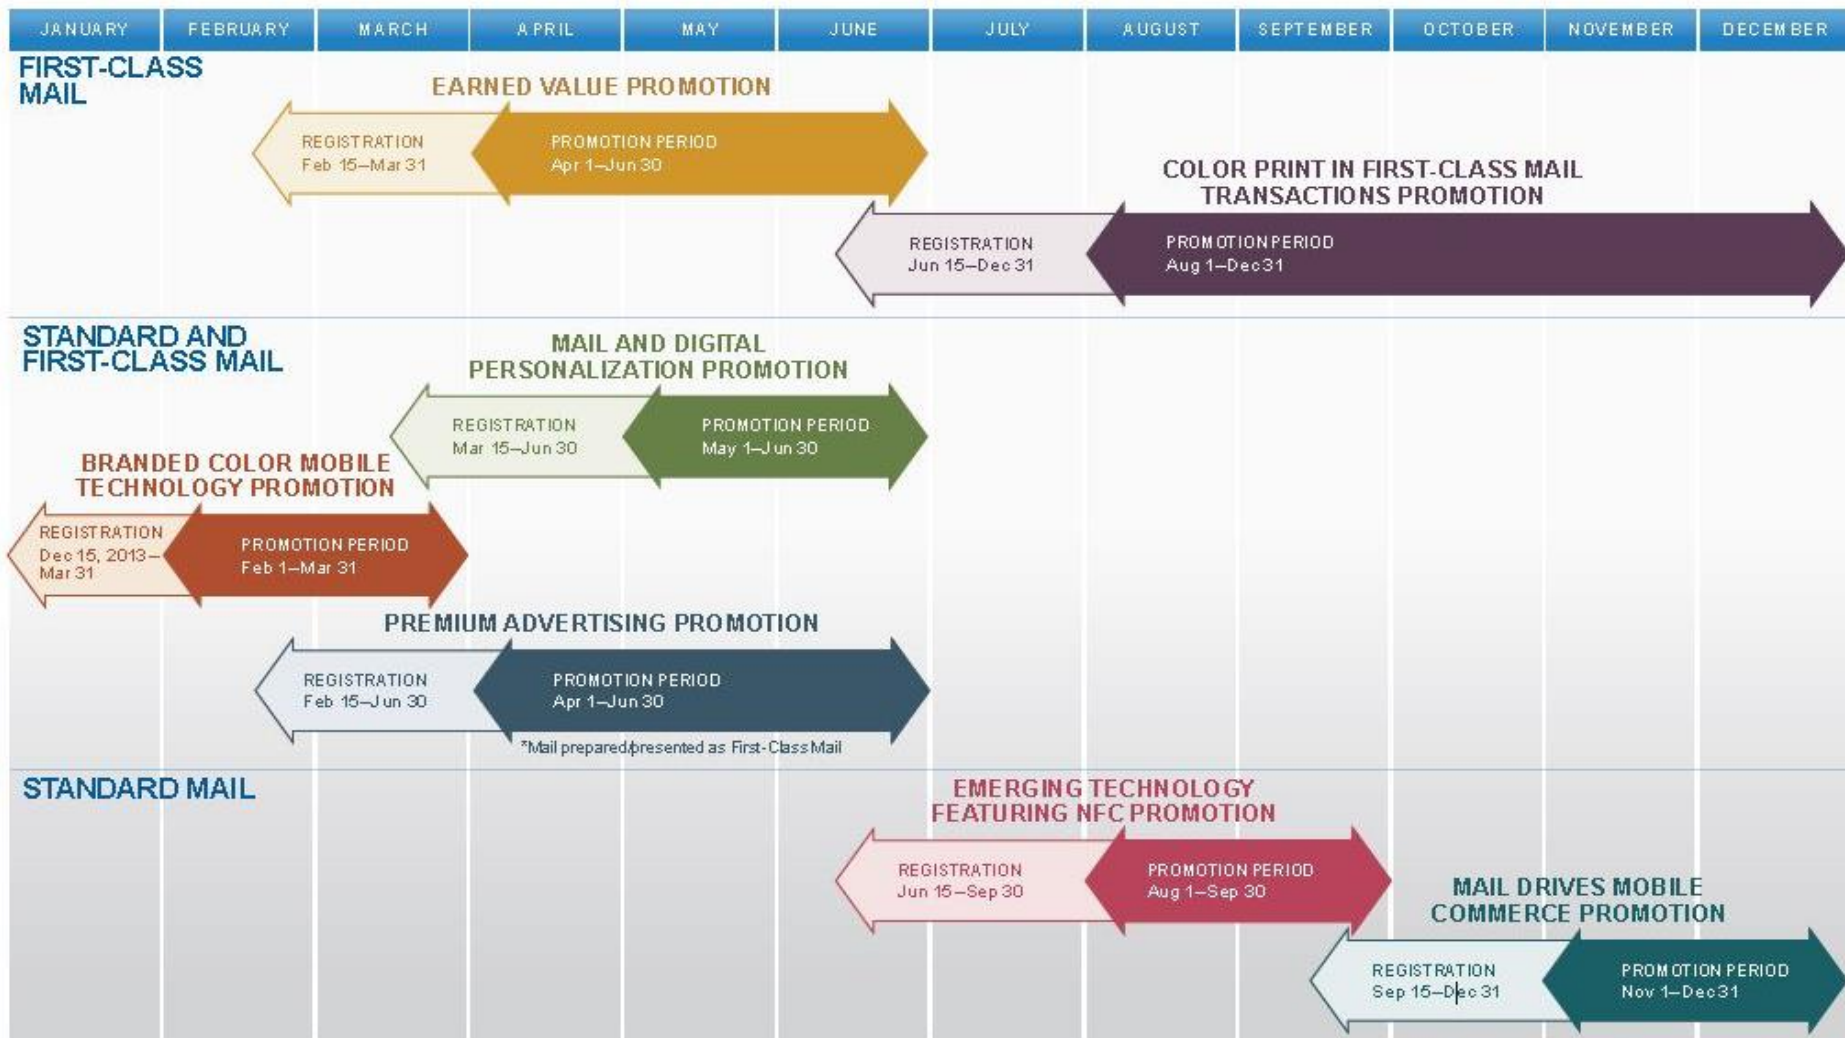 JANUARY
FEBRUARY
MARCH
APRIL
MAY
JUNE
JULY
AUGUST
SEPTEMBER
OCTOBER
NOVEMBER
DECEMBER
FIRST-CLASS
MAIL
EARNED VALUE PROMOTION
REGISTRATION
Feb 15–Mar 31
PROMOTION PERIOD
Apr 1–Jun 30
COLOR PRINT IN FIRST-CLASS MAIL
TRANSACTIONS PROMOTION
REGISTRATION
Jun 15–Dec 31
PROMOTION PERIOD
Aug 1–Dec 31
STANDARD AND
FIRST-CLASS MAIL
MAIL AND DIGITAL
PERSONALIZATION PROMOTION
REGISTRATION
Mar 15–Jun 30
PROMOTION PERIOD
May 1–Jun 30
BRANDED COLOR MOBILE
TECHNOLOGY PROMOTION
REGISTRATION
Dec 15, 2013–
Mar 31
PROMOTION PERIOD
Feb 1–Mar 31
PREMIUM ADVERTISING PROMOTION
REGISTRATION
Feb 15–Jun 30
PROMOTION PERIOD
Apr 1–Jun 30
*Mail prepared/presented as First-Class Mail
STANDARD MAIL
EMERGING TECHNOLOGY
FEATURING NFC PROMOTION
REGISTRATION
Jun 15–Sep 30
PROMOTION PERIOD
Aug 1–Sep 30
MAIL DRIVES MOBILE
COMMERCE PROMOTION
REGISTRATION
Sep 15–Dec 31
PROMOTION PERIOD
Nov 1–Dec 31